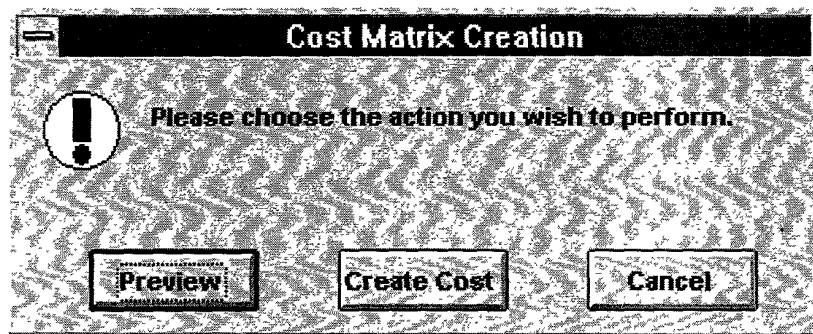 Cost Matrix Creation
Please choose the action you wish to perform.
Preview Create Cost Cancel